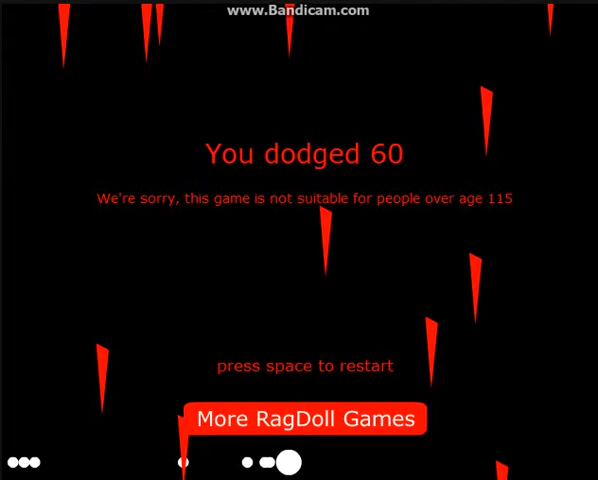 www.Bandicam.com
You dodged 60
We're sorry, this game is not suitable for people over age 115
press space to restart
More RagDoll Games